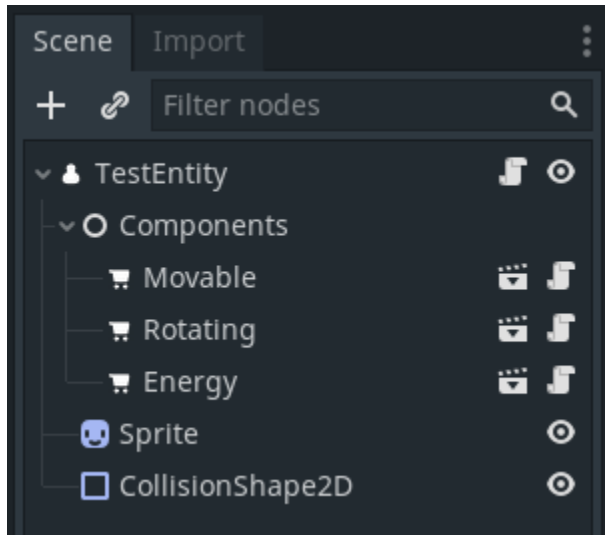 Scene Import
Filter nodes
TestEntity
Components
Movable
Rotating
Energy
Sprite
CollisionShape2D